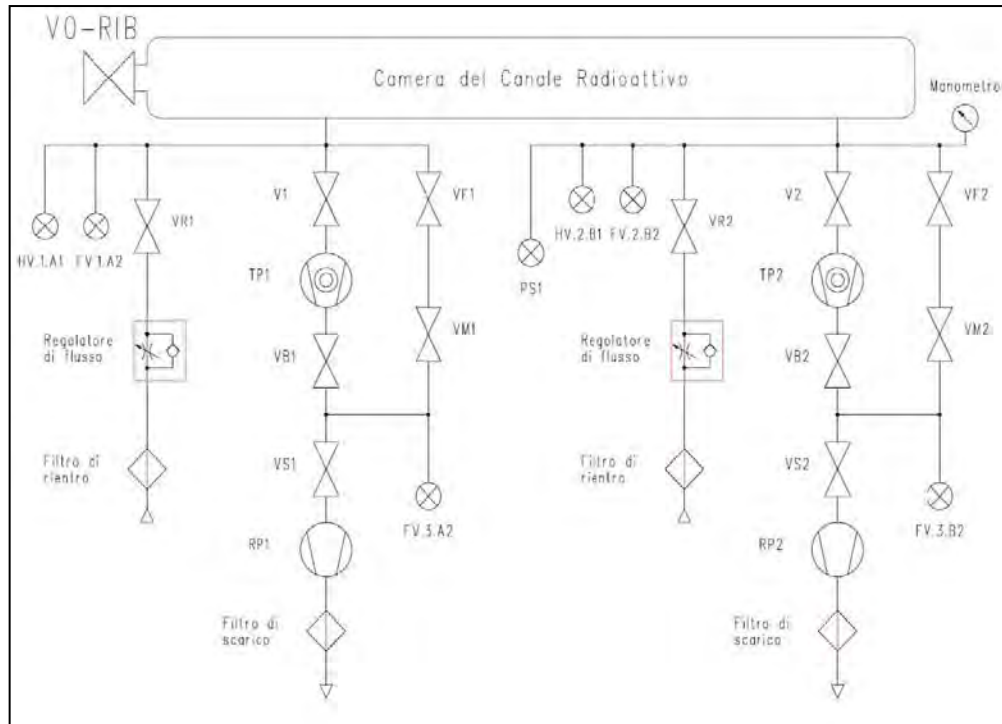 VO-RIB
Camera del Canale Radioattivo
Manometro
V1
VF1
V2
VF2
VR1
VR2
HV.1.A1
FV.1.A2
HV.2.B1
FV.2.B2
PS1
TP1
TP2
Regolatore
di flusso
VB1
VM1
Regolatore
di flusso
VB2
VM2
Filtro di
rientro
VS1
FV.3.A2
Filtro di
rientro
VS2
FV.3.B2
RP1
RP2
Filtro di
scarico
Filtro di
scarico